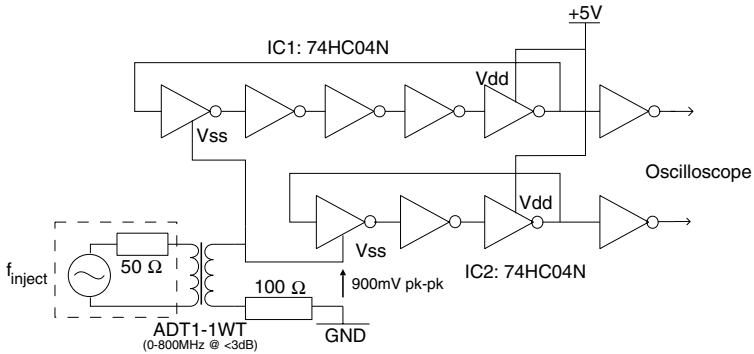 +5V
IC1: 74HC04N
Vdd
Vss
Oscilloscope
Vdd
Vss
IC2: 74HC04N
finject
50 Ω
100 Ω
900mV pk-pk
ADT1-1WT
(0-800MHz @ <3dB)
GND